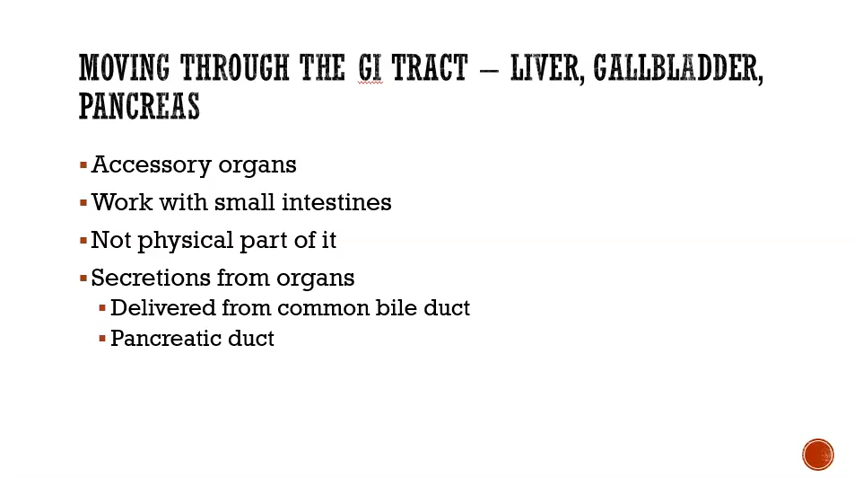 MOVING THROUGH THE GI TRACT – LIVER, GALLBLADDER,
PANCREAS
▪Accessory organs
▪Work with small intestines
▪Not physical part of it
▪Secretions from organs
▪Delivered from common bile duct
▪Pancreatic duct